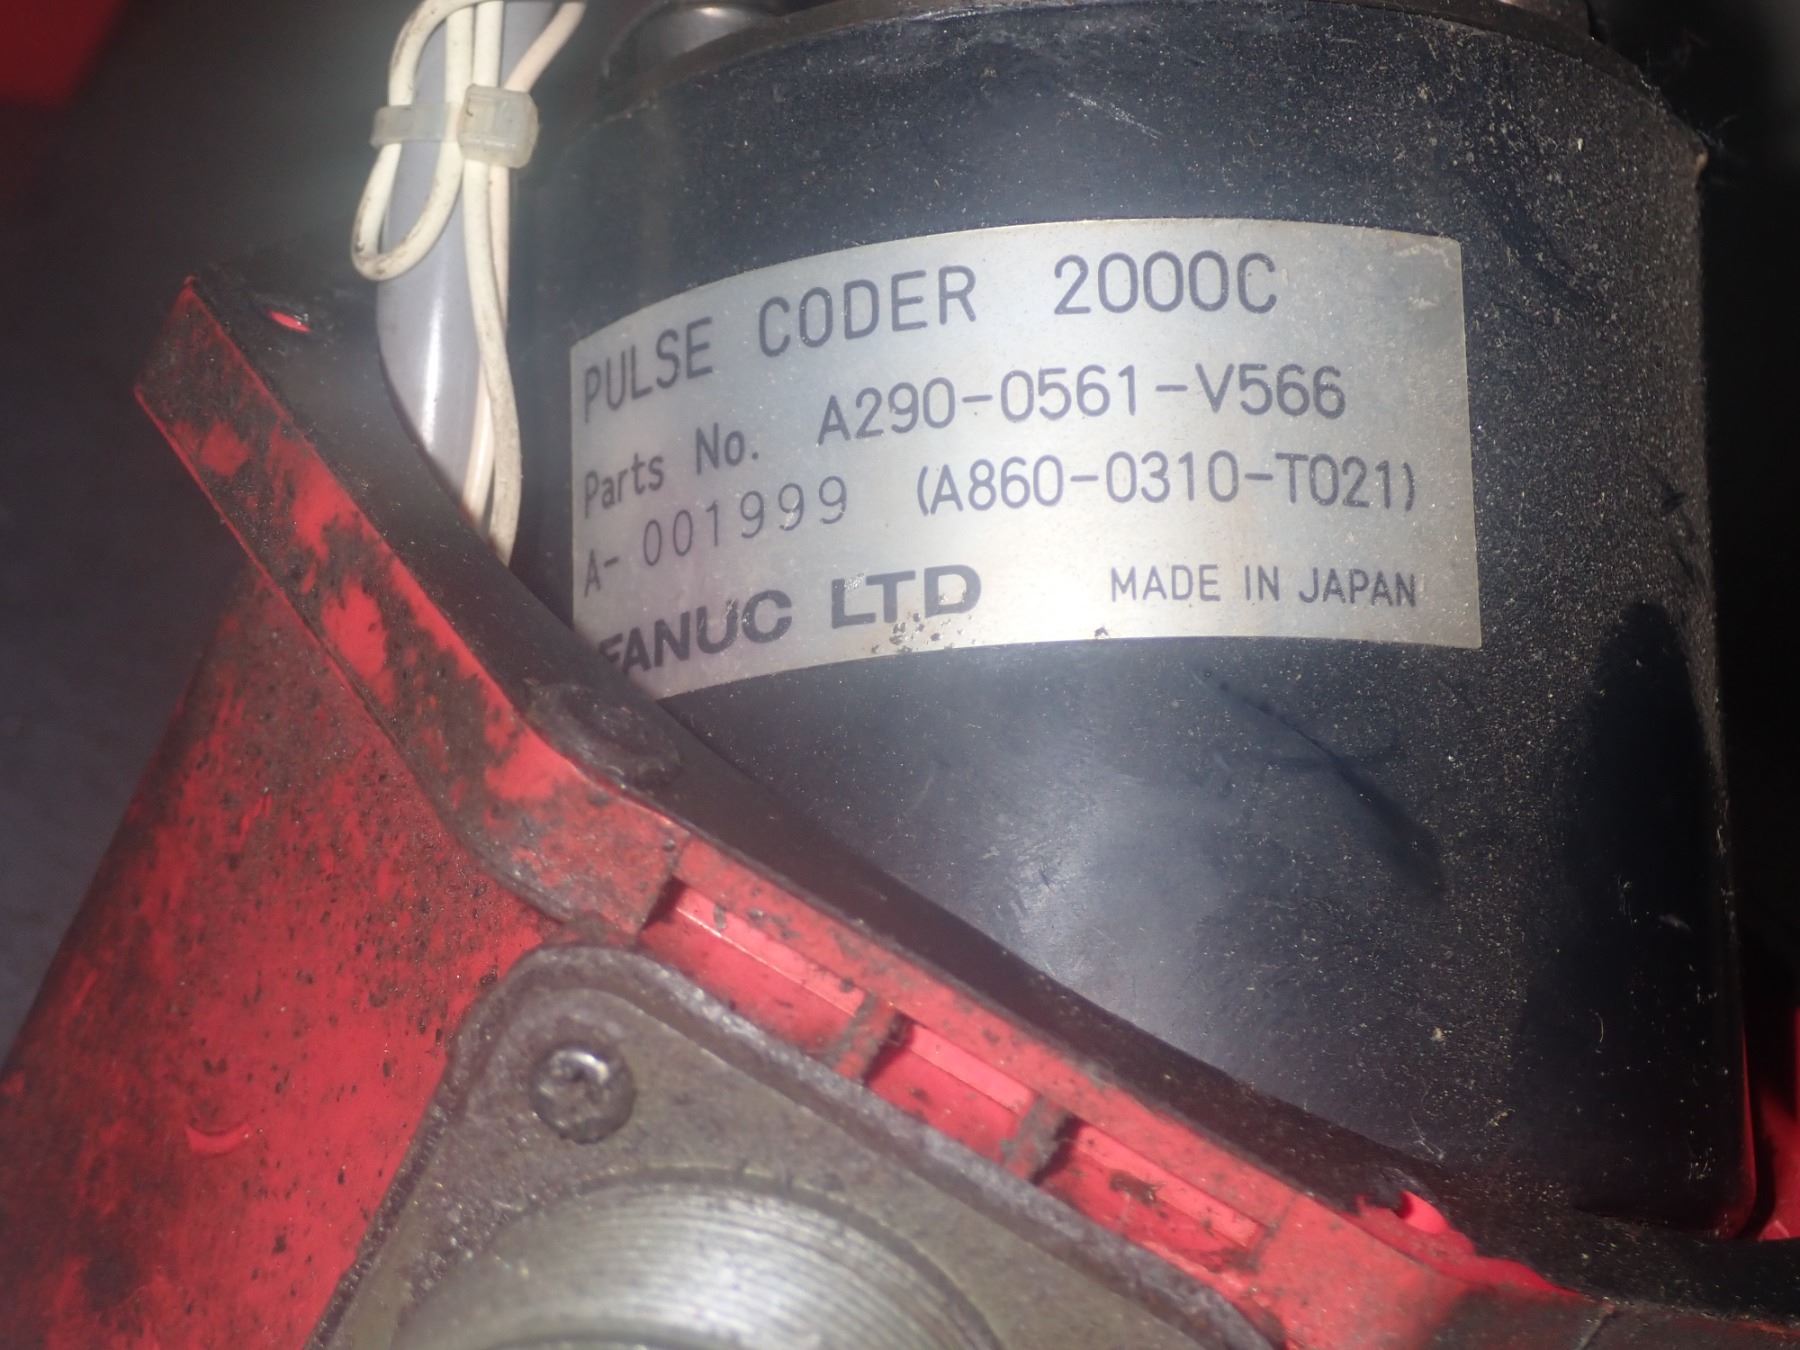 PULSE CODER 2000C
Parts No. A290-0561-V566
A- 001999 (A860-0310-T021)
FANUC LTD MADE IN JAPAN